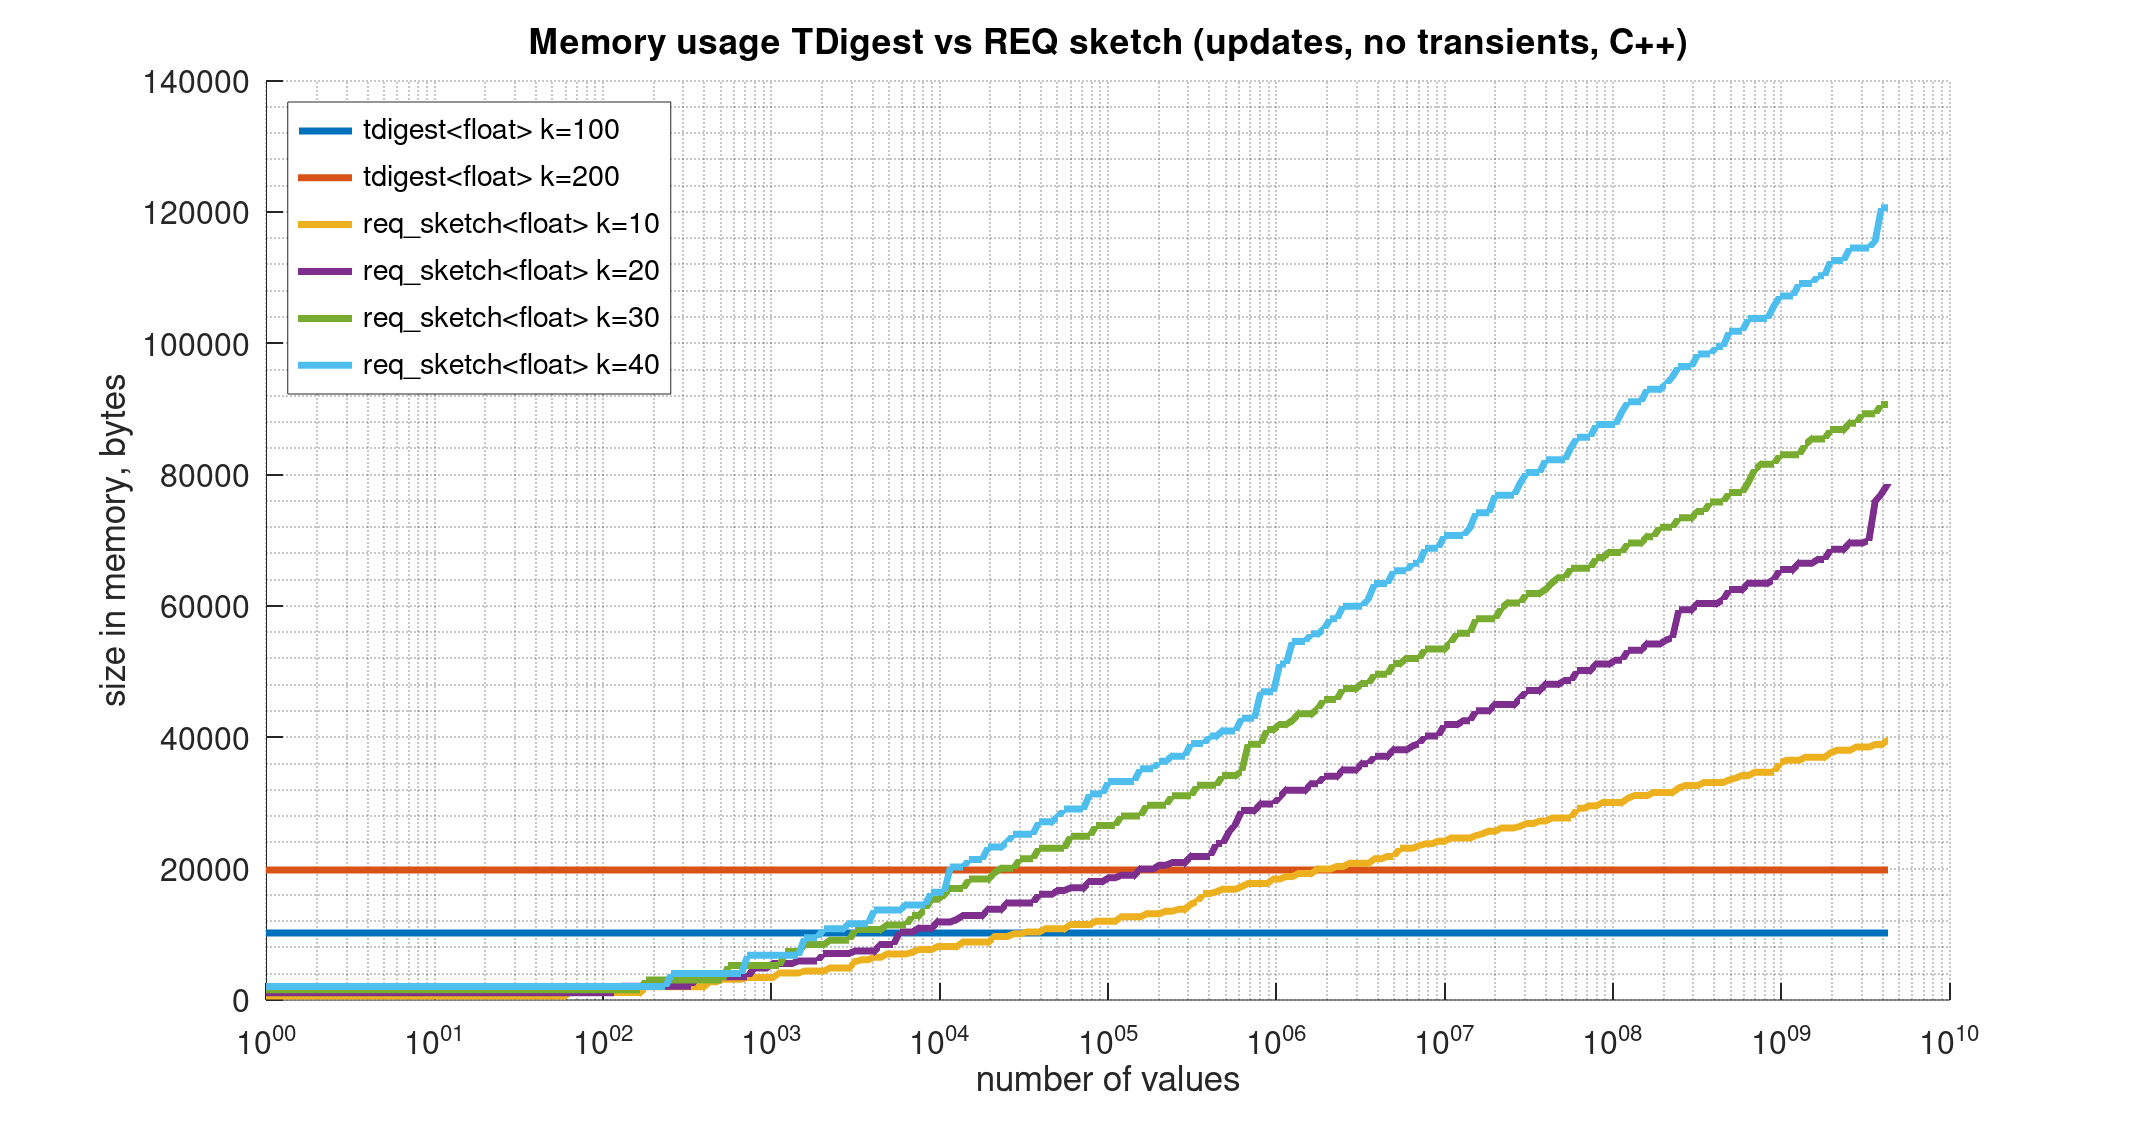 Memory usage TDigest vs REQ sketch (updates, no transients, C++)
140000
120000
100000
80000
60000
40000
20000
0
size in memory, bytes
tdigest<float> k=100
tdigest<float> k=200
req_sketch<float> k=10
req_sketch<float> k=20
req_sketch<float> k=30
req_sketch<float> k=40
10^00 10^01 10^02 10^03 10^04 10^05 10^06 10^07 10^08 10^09 10^10
number of values